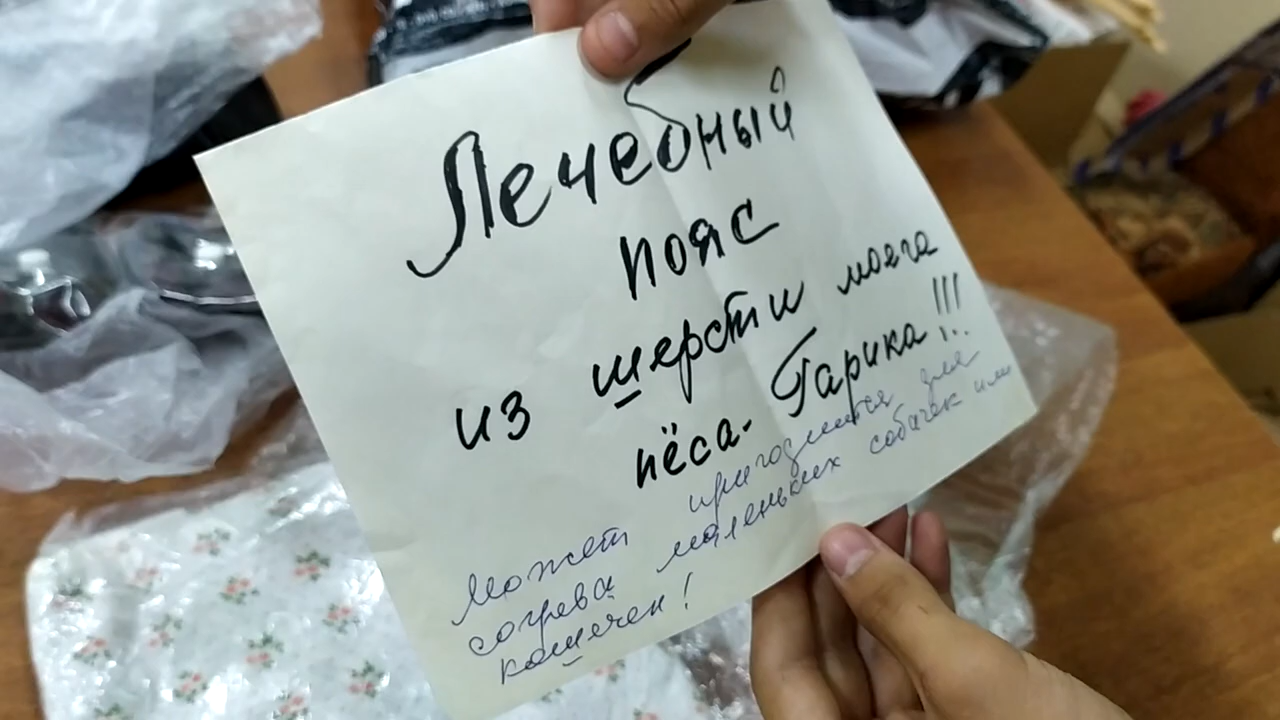 Лечебный
пояс
из шерсти моего
пёса. Гарика!!!
Может пригодится для
согрева маленьких собачек или
кошечек!